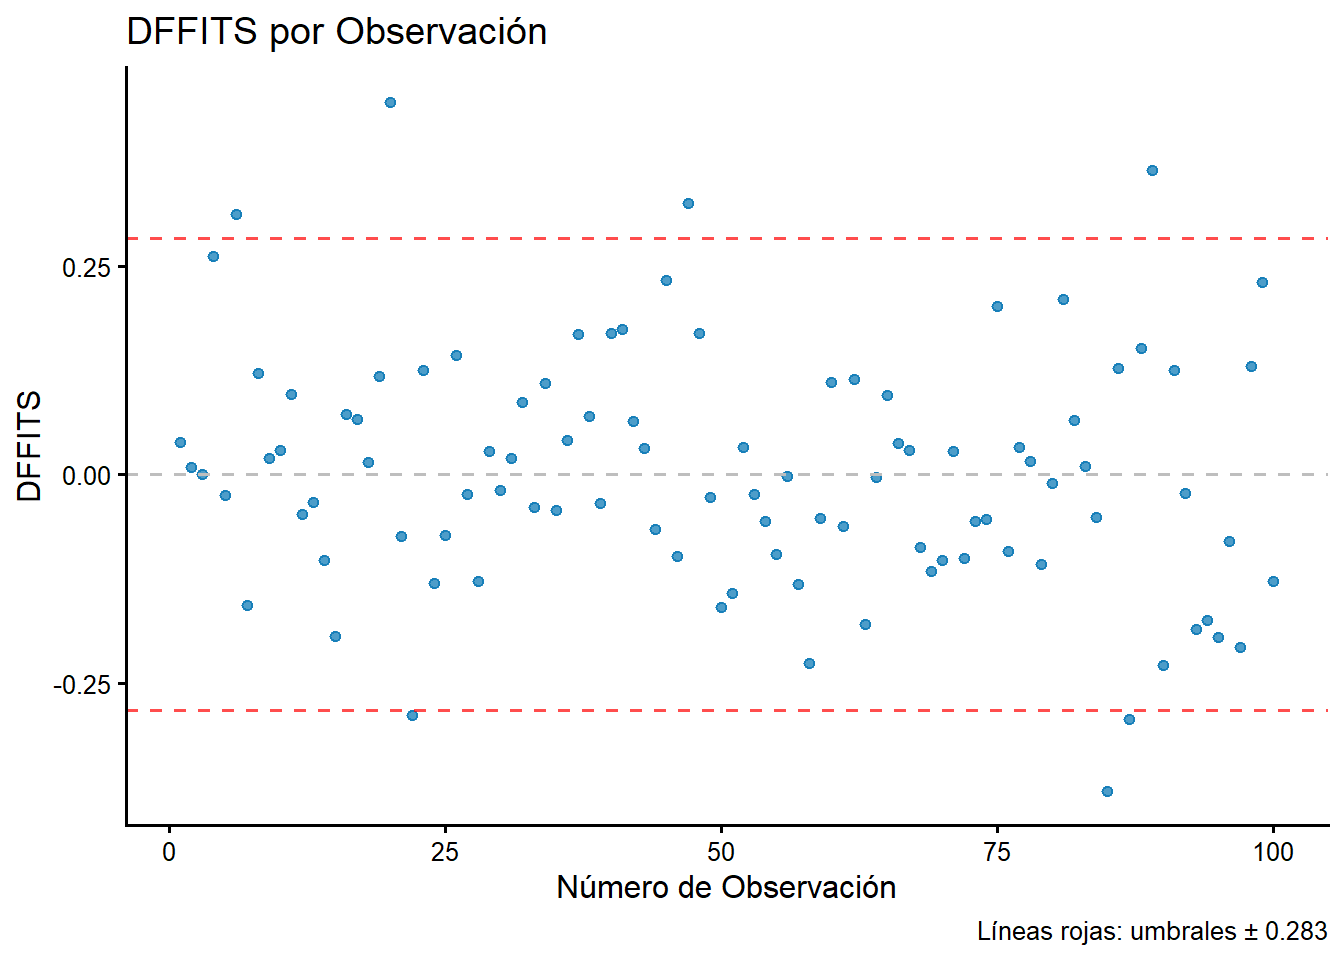 DFFITS por Observación
DFFITS
0.25
0.00
-0.25
0
25
50
75
100
Número de Observación
Líneas rojas: umbrales ± 0.283